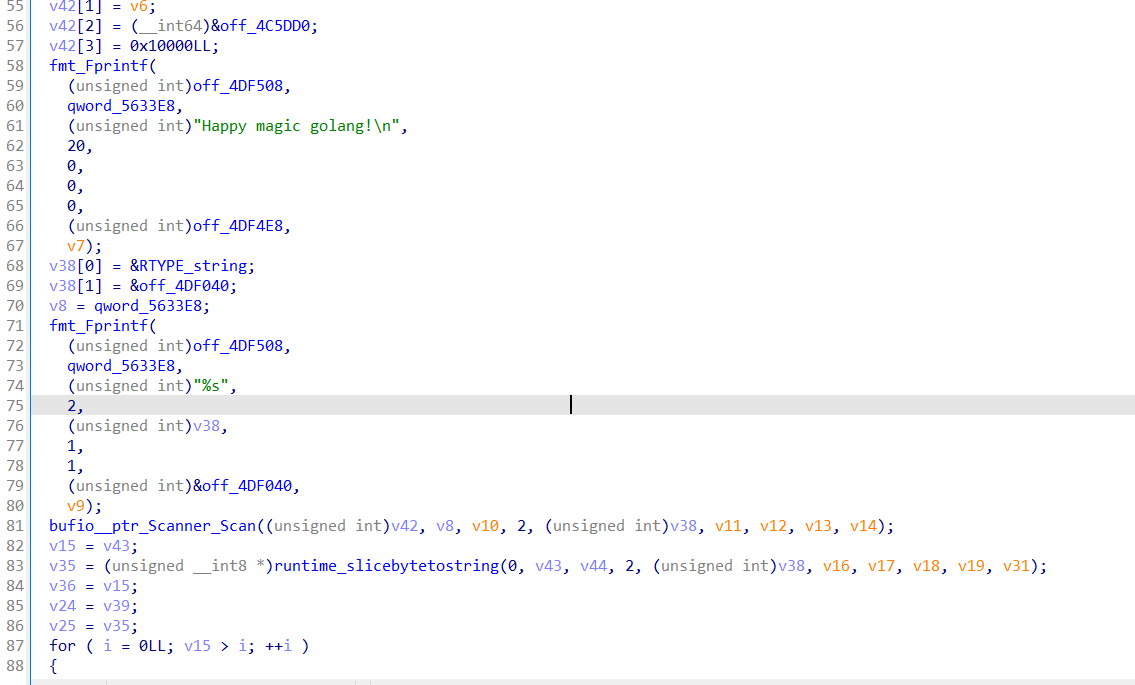 55 v42[1] = v6;
56 v42[2] = (__int64)&off_4C5DD0;
57 v42[3] = 0x10000LL;
58 fmt_Fprintf(
59 (unsigned int)off_4DF508,
60 qword_5633E8,
61 (unsigned int)"Happy magic golang!\n",
62 20,
63 0,
64 0,
65 0,
66 (unsigned int)off_4DF4E8,
67 v7);
68 v38[0] = &RTYPE_string;
69 v38[1] = &off_4DF040;
70 v8 = qword_5633E8;
71 fmt_Fprintf(
72 (unsigned int)off_4DF508,
73 qword_5633E8,
74 (unsigned int)"%s",
75 2,
76 (unsigned int)v38,
77 1,
78 1,
79 (unsigned int)&off_4DF040,
80 v9);
81 bufio__ptr_Scanner_Scan((unsigned int)v42, v8, v10, 2, (unsigned int)v38, v11, v12, v13, v14);
82 v15 = v43;
83 v35 = (unsigned __int8 *)runtime_slicebytetostring(0, v43, v44, 2, (unsigned int)v38, v16, v17, v18, v19, v31);
84 v36 = v15;
85 v24 = v39;
86 v25 = v35;
87 for ( i = 0LL; v15 > i; ++i )
88 {